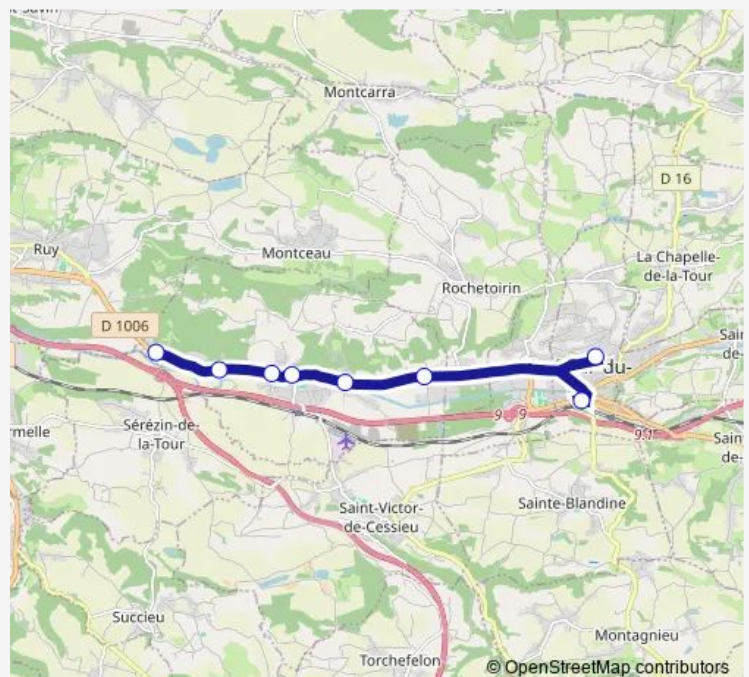 Montcarra
D 16
Ruy
Montceau
La Chapelle-
de-la-Tour
Rochetoirin
D 1006
du-
Sérézin-de-
la-Tour
Saint-Victor-
de-Cessieu
Sainte-Blandine
Succieu
Montagnieu
Torchefelon
© OpenStreetMap contributors